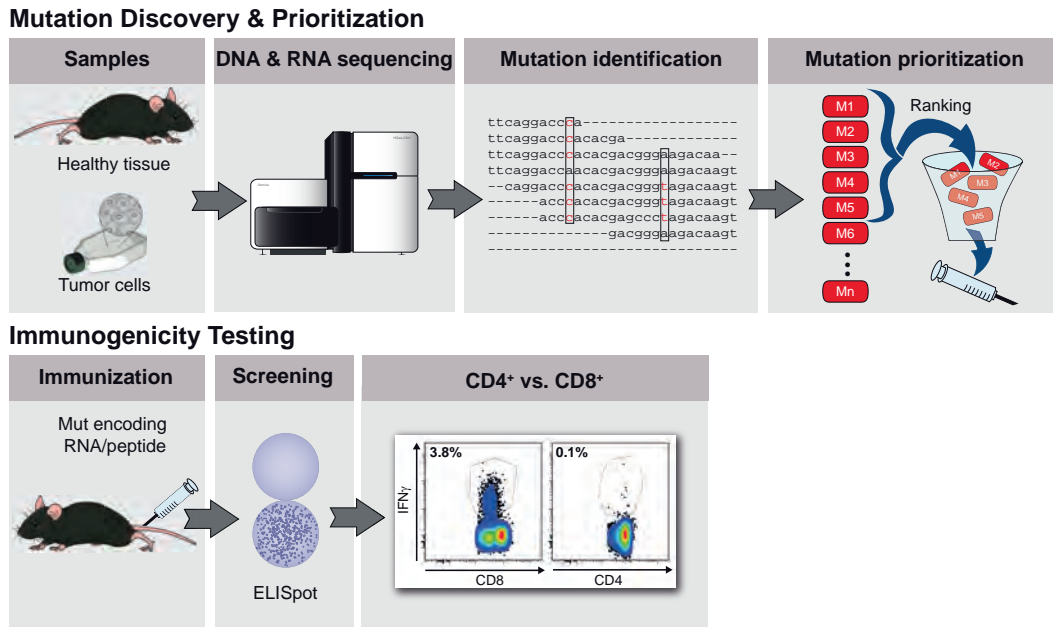 Mutation Discovery & Prioritization
Samples
DNA & RNA sequencing
Mutation identification
Mutation prioritization
Healthy tissue
Tumor cells
ttcaggaccca-----------------
ttcaggacccacacga------------
ttcaggacccacacgacgggaagacaa--
ttcaggaccaacacgacgggaagacaagt
--caggacccacacgacgggtagacaagt
------acccacacgacgggtagacaagt
------acccacacgagccctagacaagt
--------------gacgggaagacaagt
-----------------------------
M1
M2
M3
M4
M5
M6
Mn
Ranking
M1
M2
M3
M4
M5
Immunogenicity Testing
Immunization
Screening
CD4⁺ vs. CD8⁺
Mut encoding
RNA/peptide
ELISpot
3.8%
0.1%
IFNγ
CD8
CD4